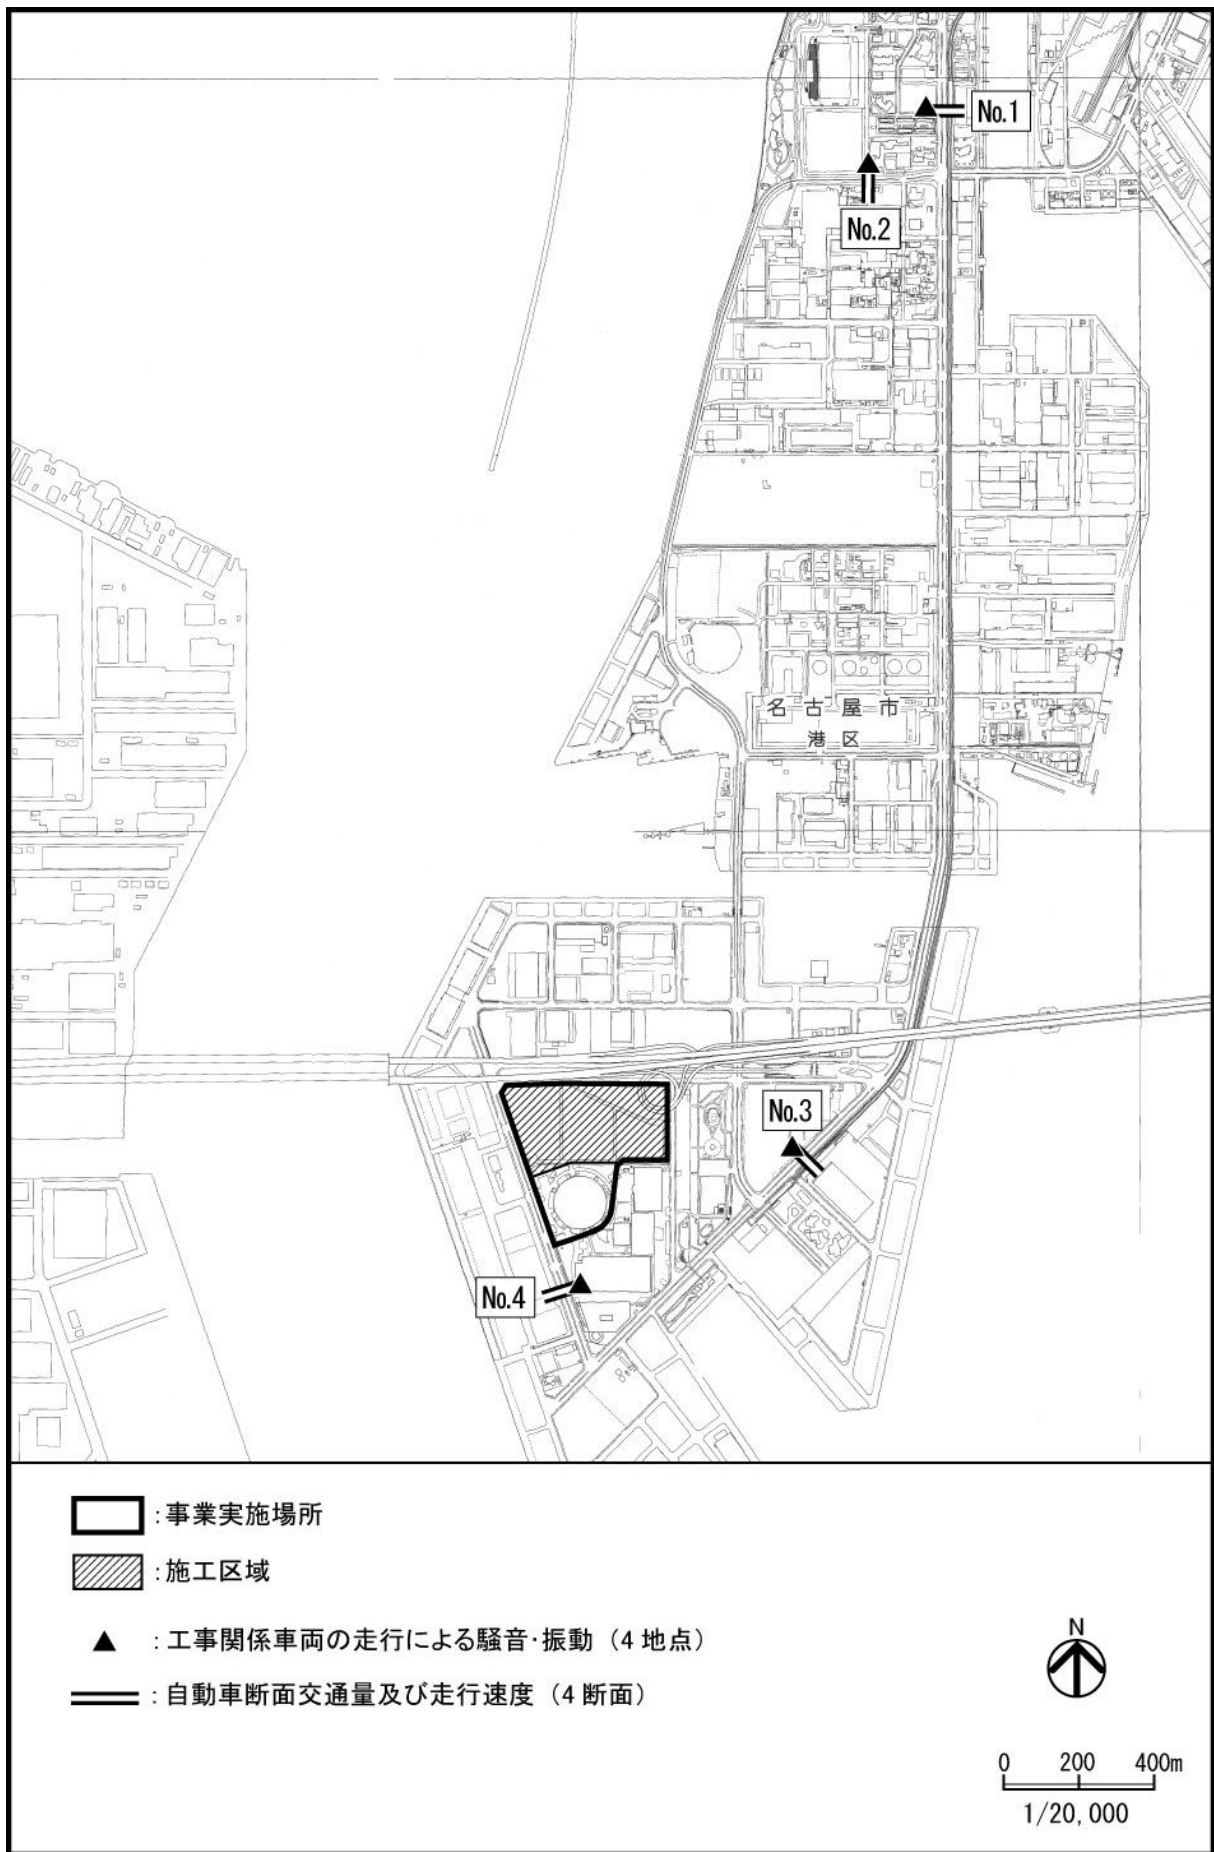 No.1
No.2
名古屋市
港区
No.3
No.4
：事業実施場所
：施工区域
：工事関係車両の走行による騒音・振動（4 地点）
：自動車断面交通量及び走行速度（4 断面）
N
0 200 400m
1/20,000